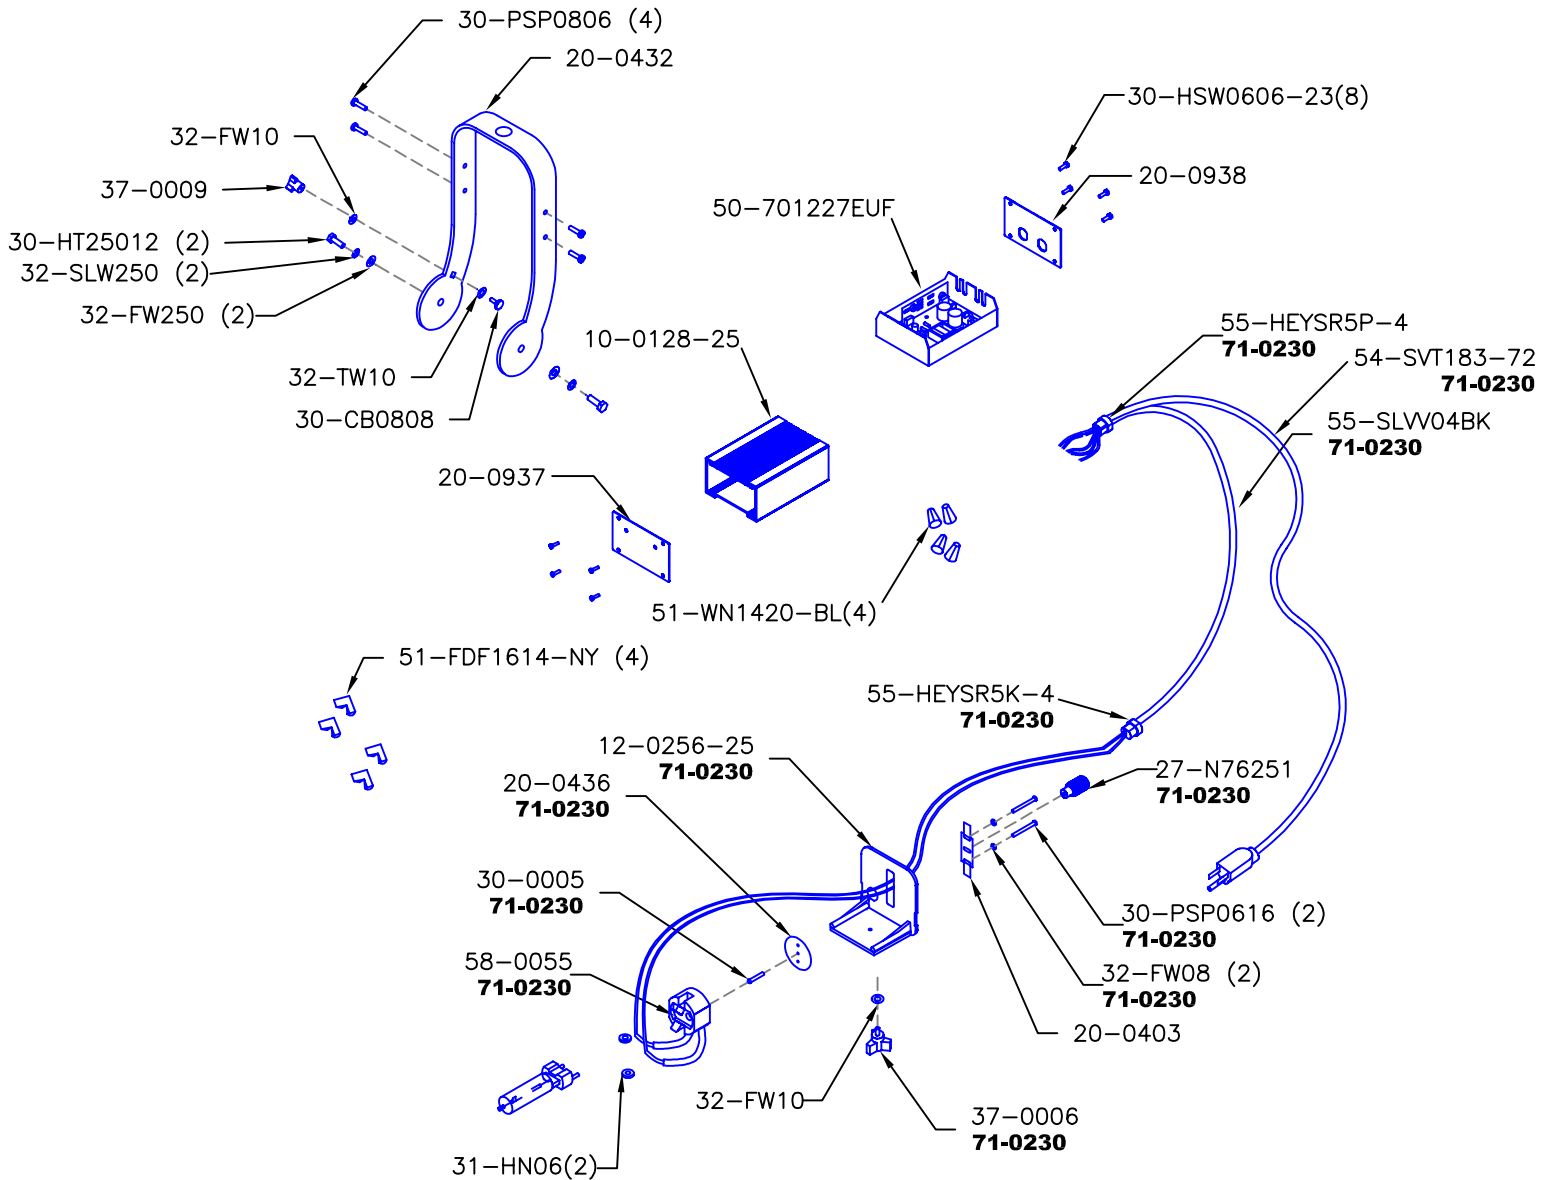 30-PSP0806 (4)
20-0432
32-FW10
37-0009
30-HT25012 (2)
32-SLW250 (2)
32-FW250 (2)
32-TW10
30-CB0808
30-HSW0606-23(8)
20-0938
50-701227EUF
10-0128-25
20-0937
51-WN1420-BL(4)
55-HEYSR5P-4
71-0230
54-SVT183-72
71-0230
55-SLVV04BK
71-0230
51-FDF1614-NY (4)
55-HEYSR5K-4
71-0230
12-0256-25
71-0230
20-0436
71-0230
27-N76251
71-0230
30-0005
71-0230
58-0055
71-0230
30-PSP0616 (2)
71-0230
32-FW08 (2)
71-0230
20-0403
32-FW10
37-0006
71-0230
31-HN06(2)